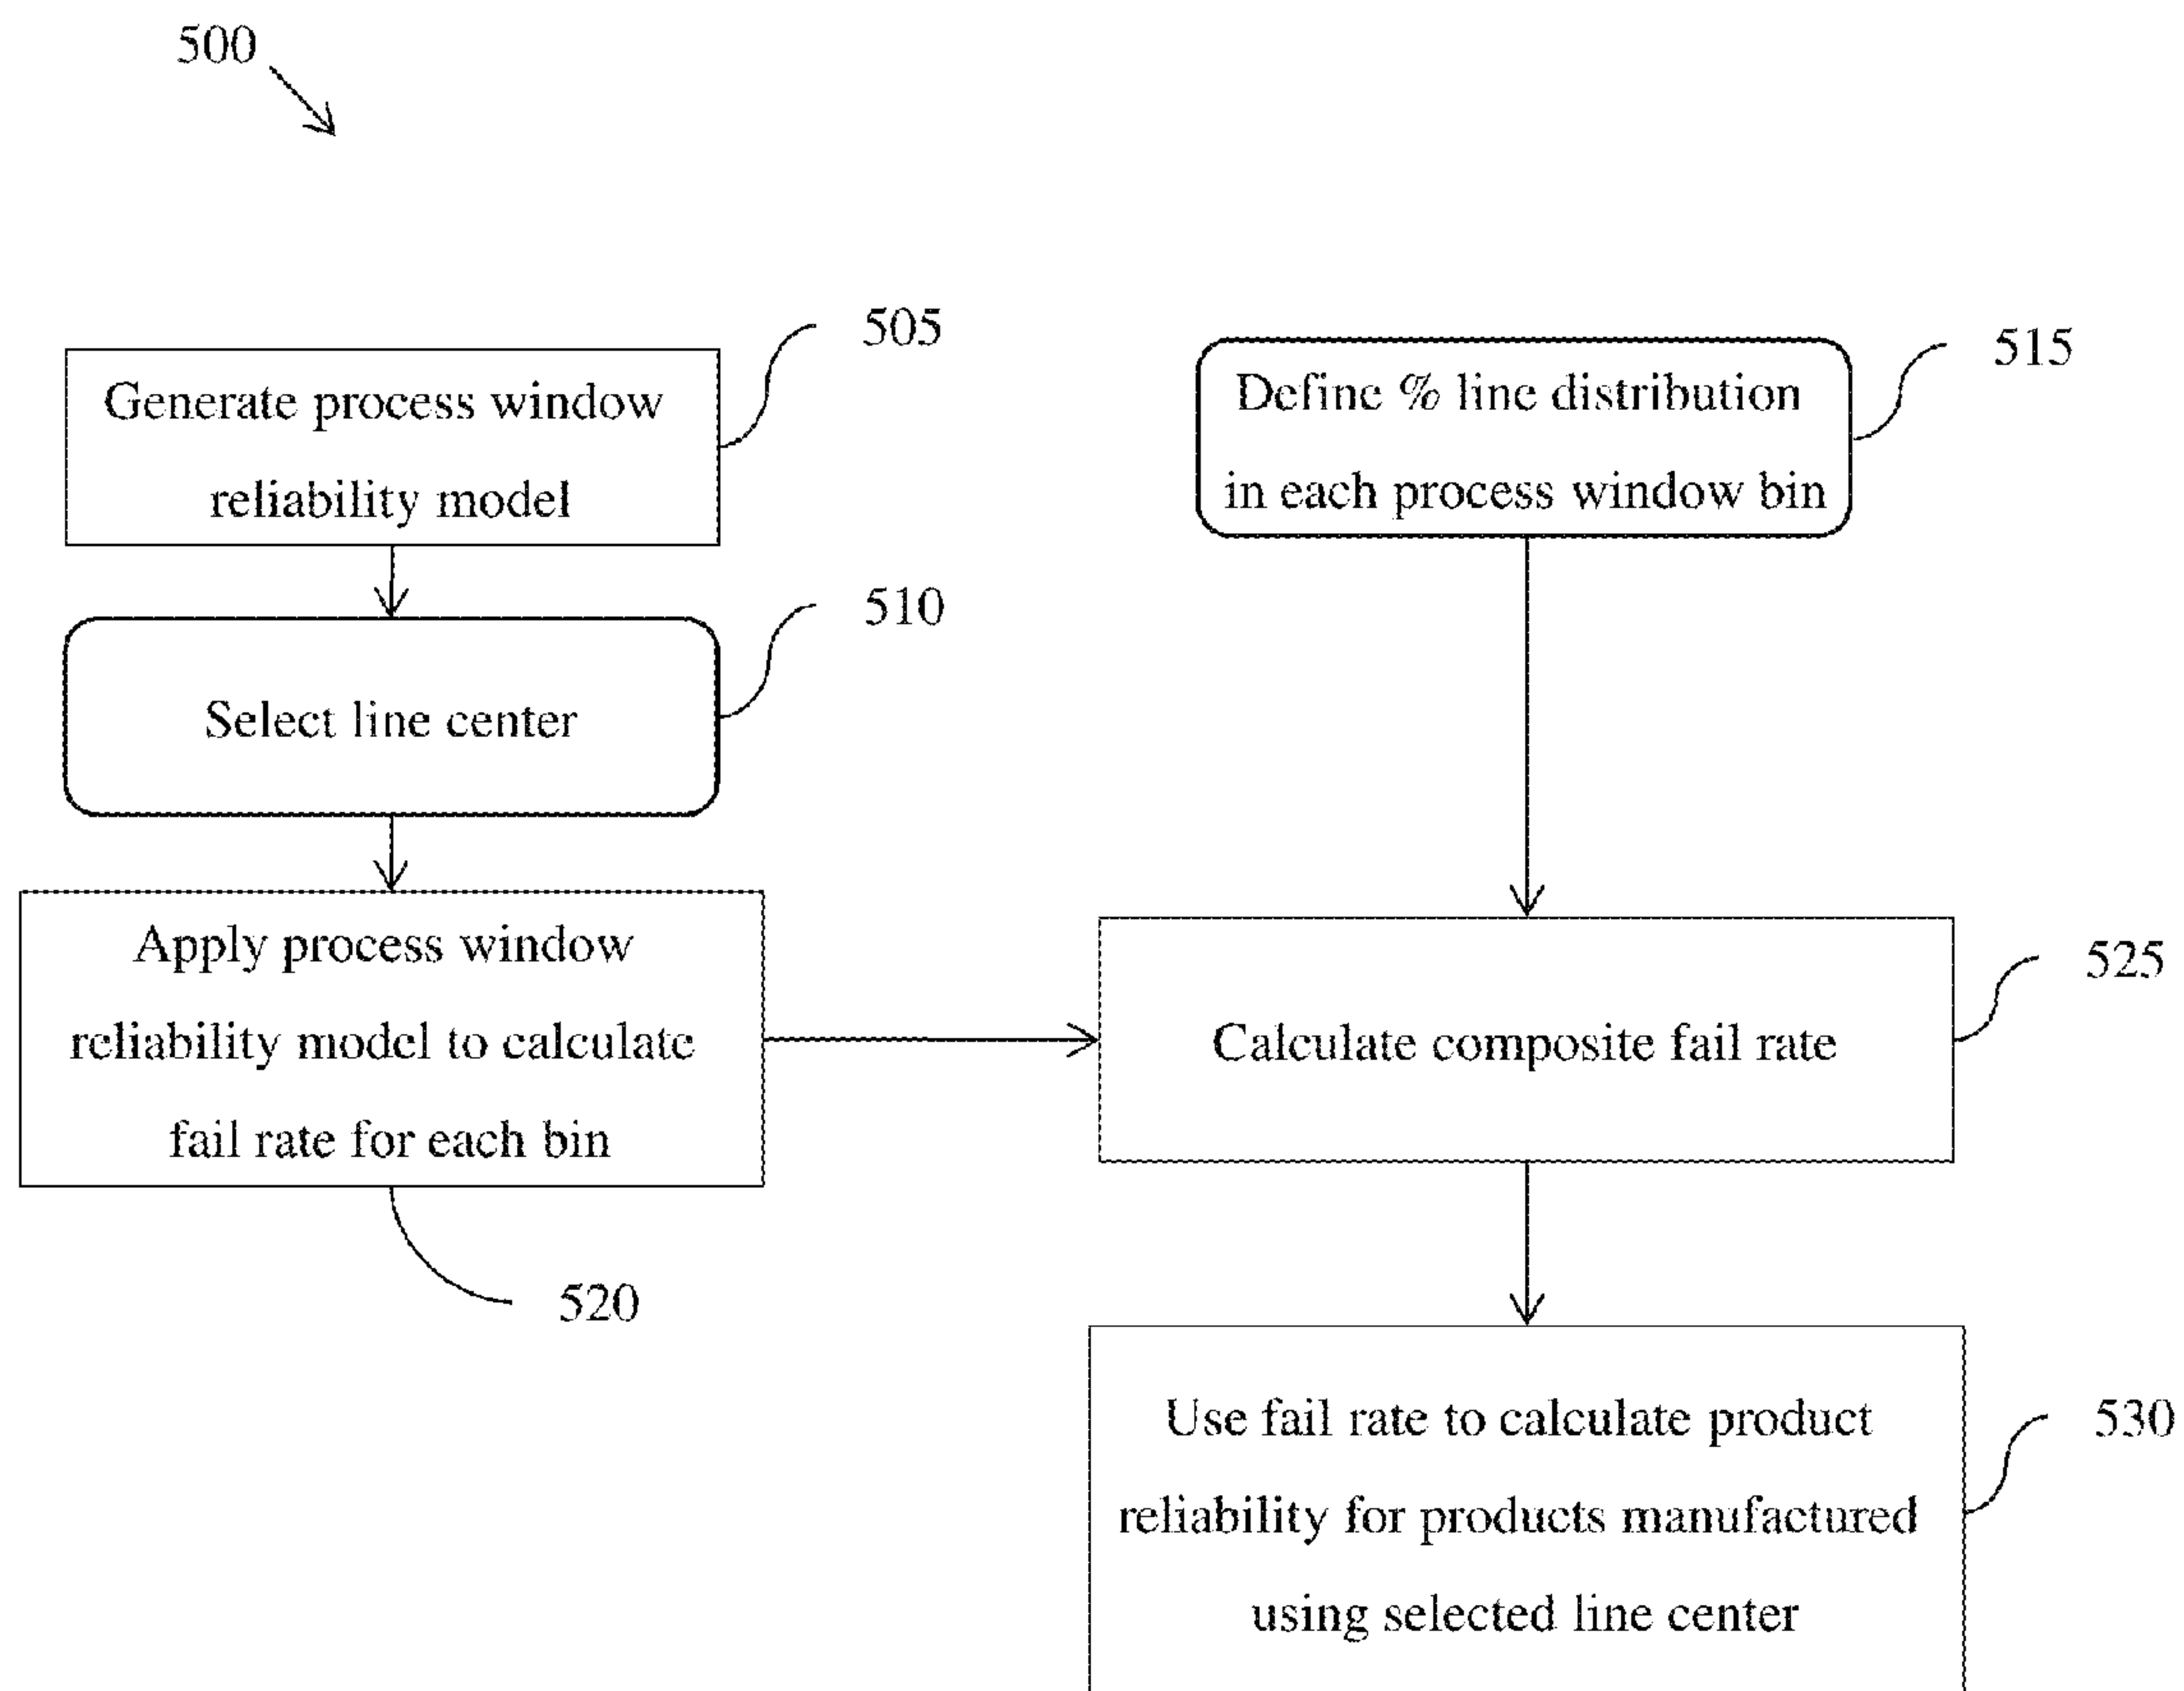 500
505
Generate process window
reliability model
515
Define % line distribution
in each process window bin
510
Select line center
Apply process window
reliability model to calculate
fail rate for each bin
520
525
Calculate composite fail rate
530
Use fail rate to calculate product
reliability for products manufactured
using selected line center